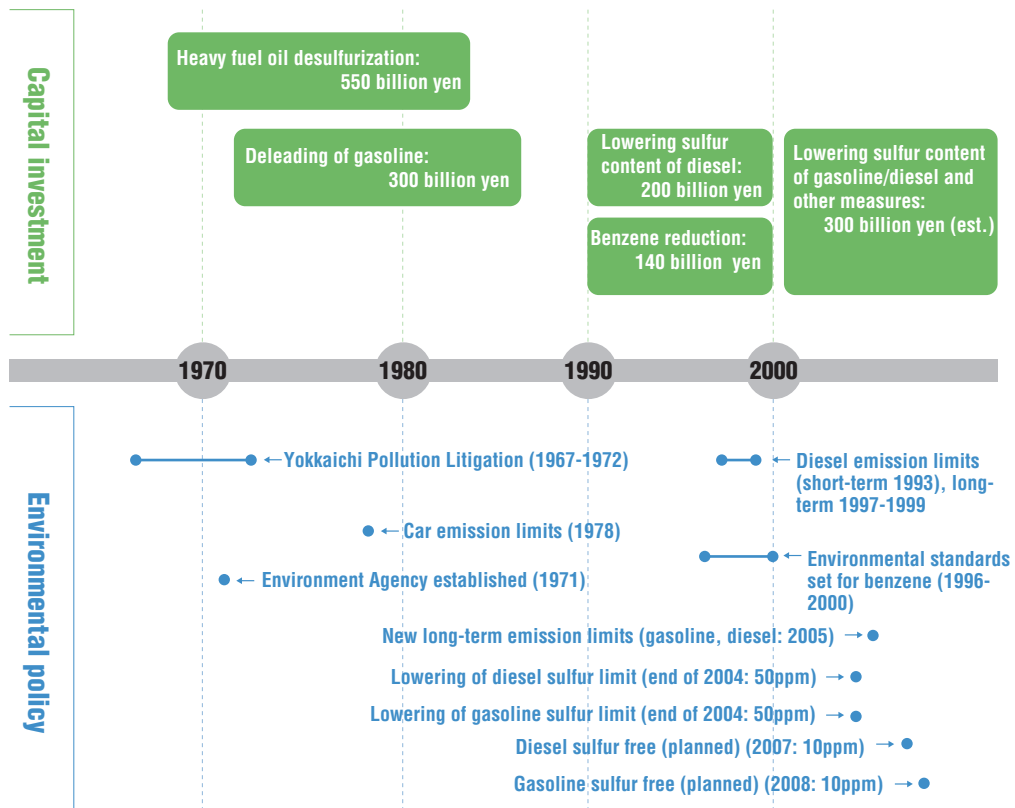 Capital investment
Heavy fuel oil desulfurization:
550 billion yen
Deleading of gasoline:
300 billion yen
Lowering sulfur
content of diesel:
200 billion yen
Benzene reduction:
140 billion yen
Lowering sulfur content
of gasoline/diesel and
other measures:
300 billion yen (est.)
1970
1980
1990
2000
Environmental policy
←Yokkaichi Pollution Litigation (1967-1972)
← Diesel emission limits
(short-term 1993), long-
term 1997-1999
← Car emission limits (1978)
← Environmental standards
set for benzene (1996-
2000)
← Environment Agency established (1971)
New long-term emission limits (gasoline, diesel: 2005) →
Lowering of diesel sulfur limit (end of 2004: 50ppm) →
Lowering of gasoline sulfur limit (end of 2004: 50ppm) →
Diesel sulfur free (planned) (2007: 10ppm) →
Gasoline sulfur free (planned) (2008: 10ppm) →